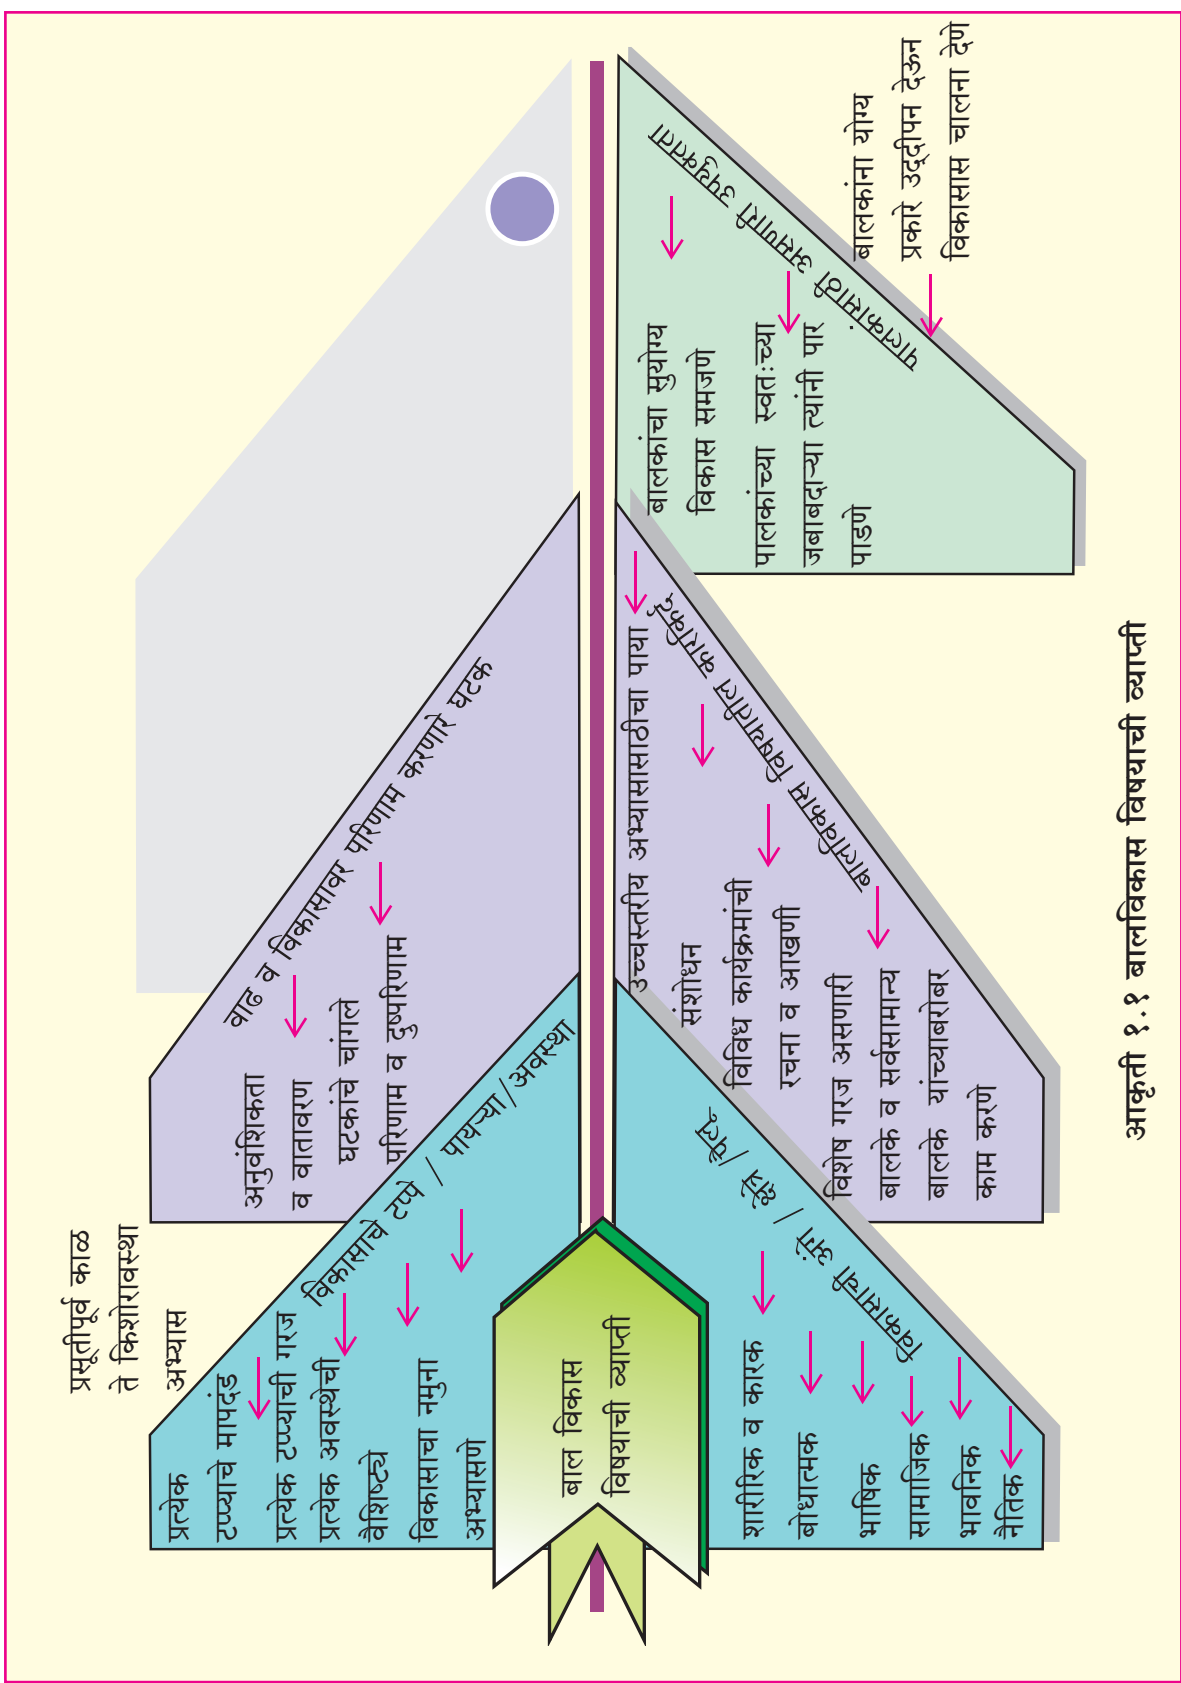 बाल विकास
विषयाची व्याप्ती
विकासाचे टप्पे / पायऱ्या/अवस्था
प्रसूतीपूर्व काळ
ते किशोरावस्था
अभ्यास
प्रत्येक
टप्प्याचे मापदंड
प्रत्येक टप्प्याची गरज
प्रत्येक अवस्थेची
वैशिष्ट्ये
विकासाचा नमुना
अभ्यासणे
वाढ व विकासावर परिणाम करणारे घटक
अनुवंशिकता
व वातावरण
घटकांचे चांगले
परिणाम व दुष्परिणाम
विकासाची अंगे / क्षेत्रे /पैलू
शारीरिक व कारक
बोधात्मक
भाषिक
सामाजिक
भावनिक
नैतिक
बालविकास विषयातील कारकिर्द
उच्चस्तरीय अभ्यासासाठीचा पाया
संशोधन
विविध कार्यक्रमांची
रचना व आखणी
विशेष गरज असणारी
बालके व सर्वसामान्य
बालके यांच्याबरोबर
काम करणे
पालकांसाठी असणारी उपयुक्तता
बालकांचा सुयोग्य
विकास समजणे
पालकांच्या स्वतःच्या
जबाबदाऱ्या त्यांनी पार
पाडणे
बालकांना योग्य
प्रकारे उद्दीपन देऊन
विकासास चालना देणे
आकृती १.१ बालविकास विषयाची व्याप्ती